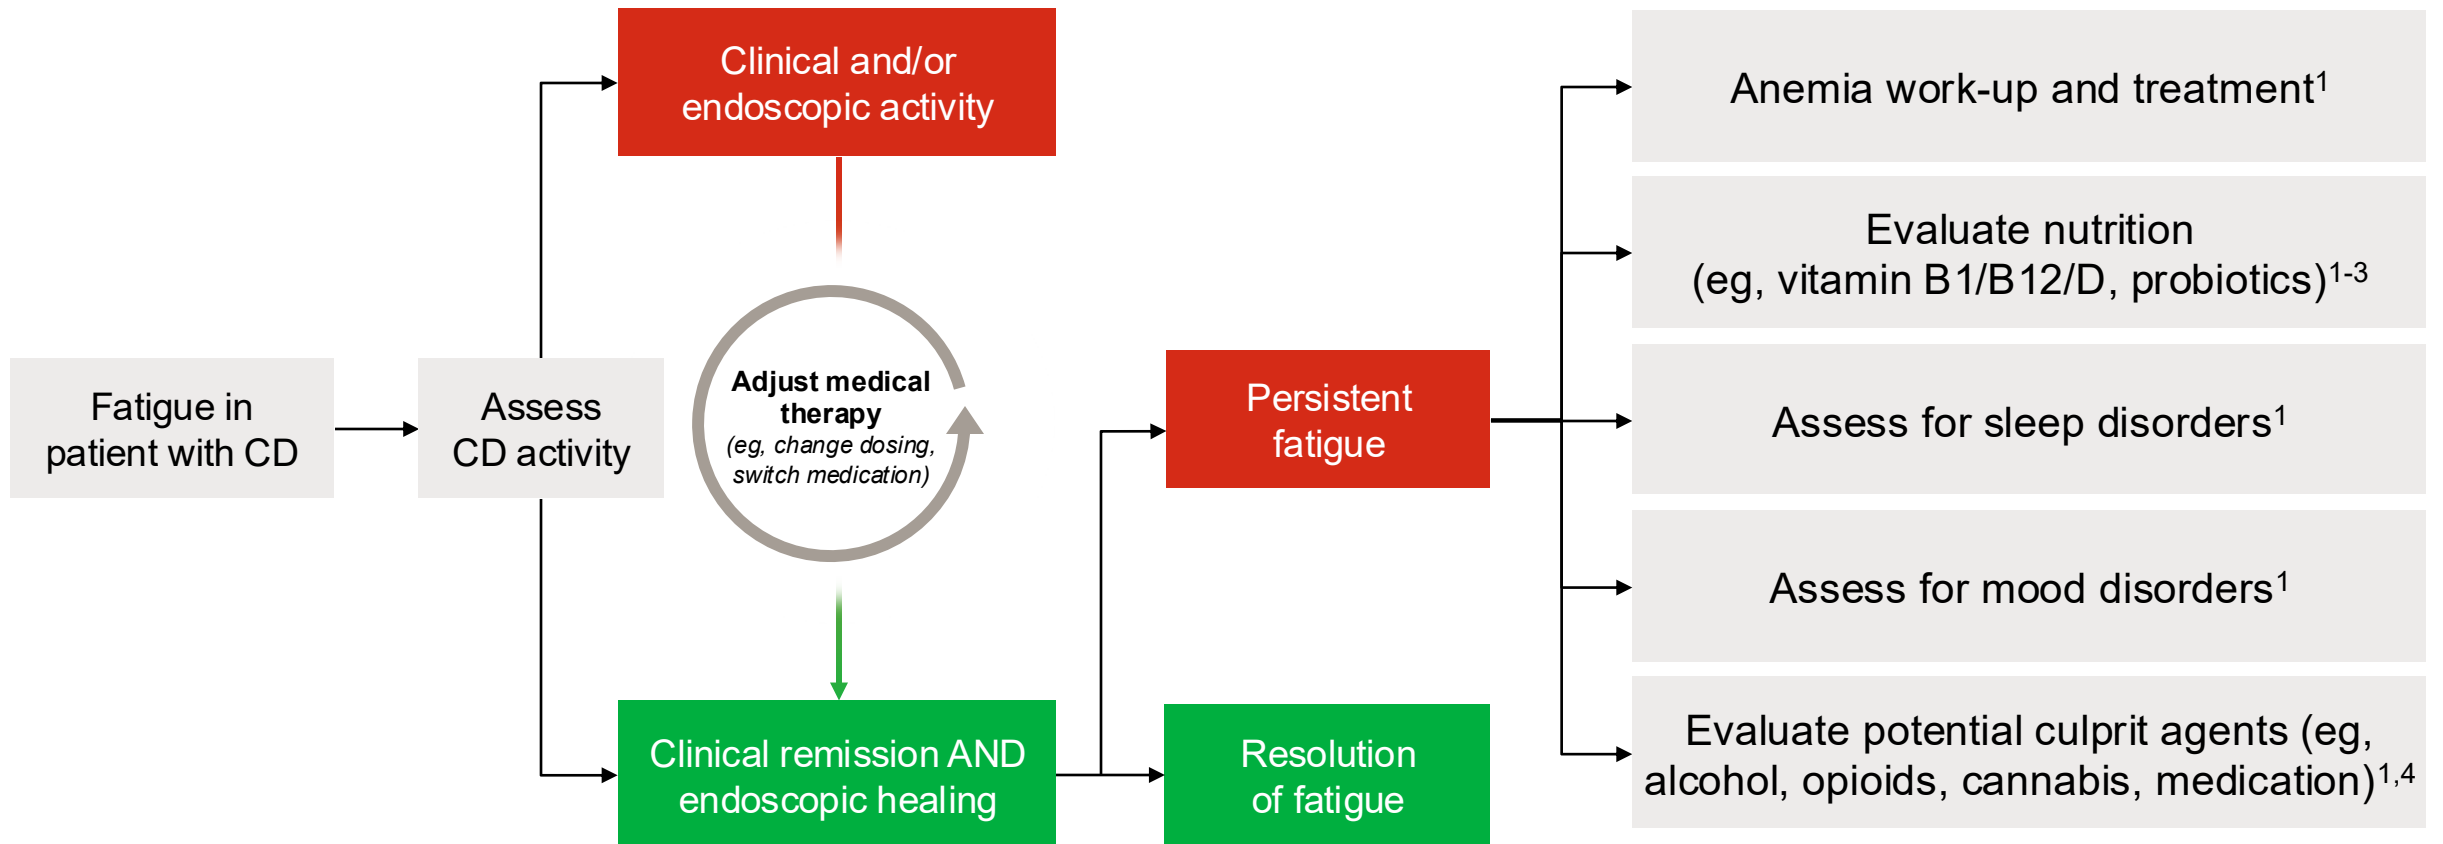 Fatigue in
patient with CD
Assess
CD activity
Clinical and/or
endoscopic activity
Adjust medical
therapy
(eg, change dosing,
switch medication)
Clinical remission AND
endoscopic healing
Persistent
fatigue
Resolution
of fatigue
Anemia work-up and treatment¹
Evaluate nutrition
(eg, vitamin B1/B12/D, probiotics)¹⁻³
Assess for sleep disorders¹
Assess for mood disorders¹
Evaluate potential culprit agents (eg,
alcohol, opioids, cannabis, medication)¹,⁴